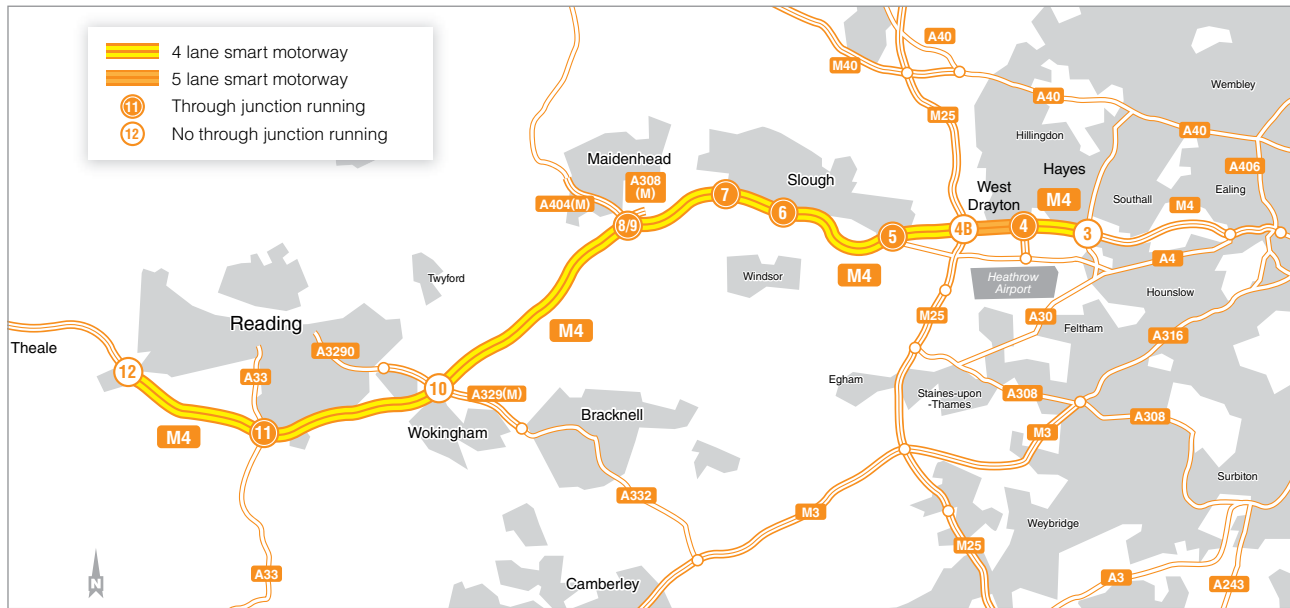 4 lane smart motorway
5 lane smart motorway
11 Through junction running
12 No through junction running
A40
M40
Wembley
A40
M25
Hillingdon
A40
Maidenhead
A308
(M)
Hayes
A406
Slough
Ealing
West
Drayton
M4
Southall
M4
A404(M)
7
6
8/9
5
4B
4
3
A4
Twyford
Windsor
M4
Heathrow
Airport
Hounslow
M25
A30
Feltham
Reading
M4
A316
Theale
A3290
12
A33
10
A329(M)
Egham
Staines-upon
-Thames
A308
Bracknell
A308
M4
11
Wokingham
M3
Surbiton
A332
M3
Weybridge
M25
N
A33
Camberley
A3
A243